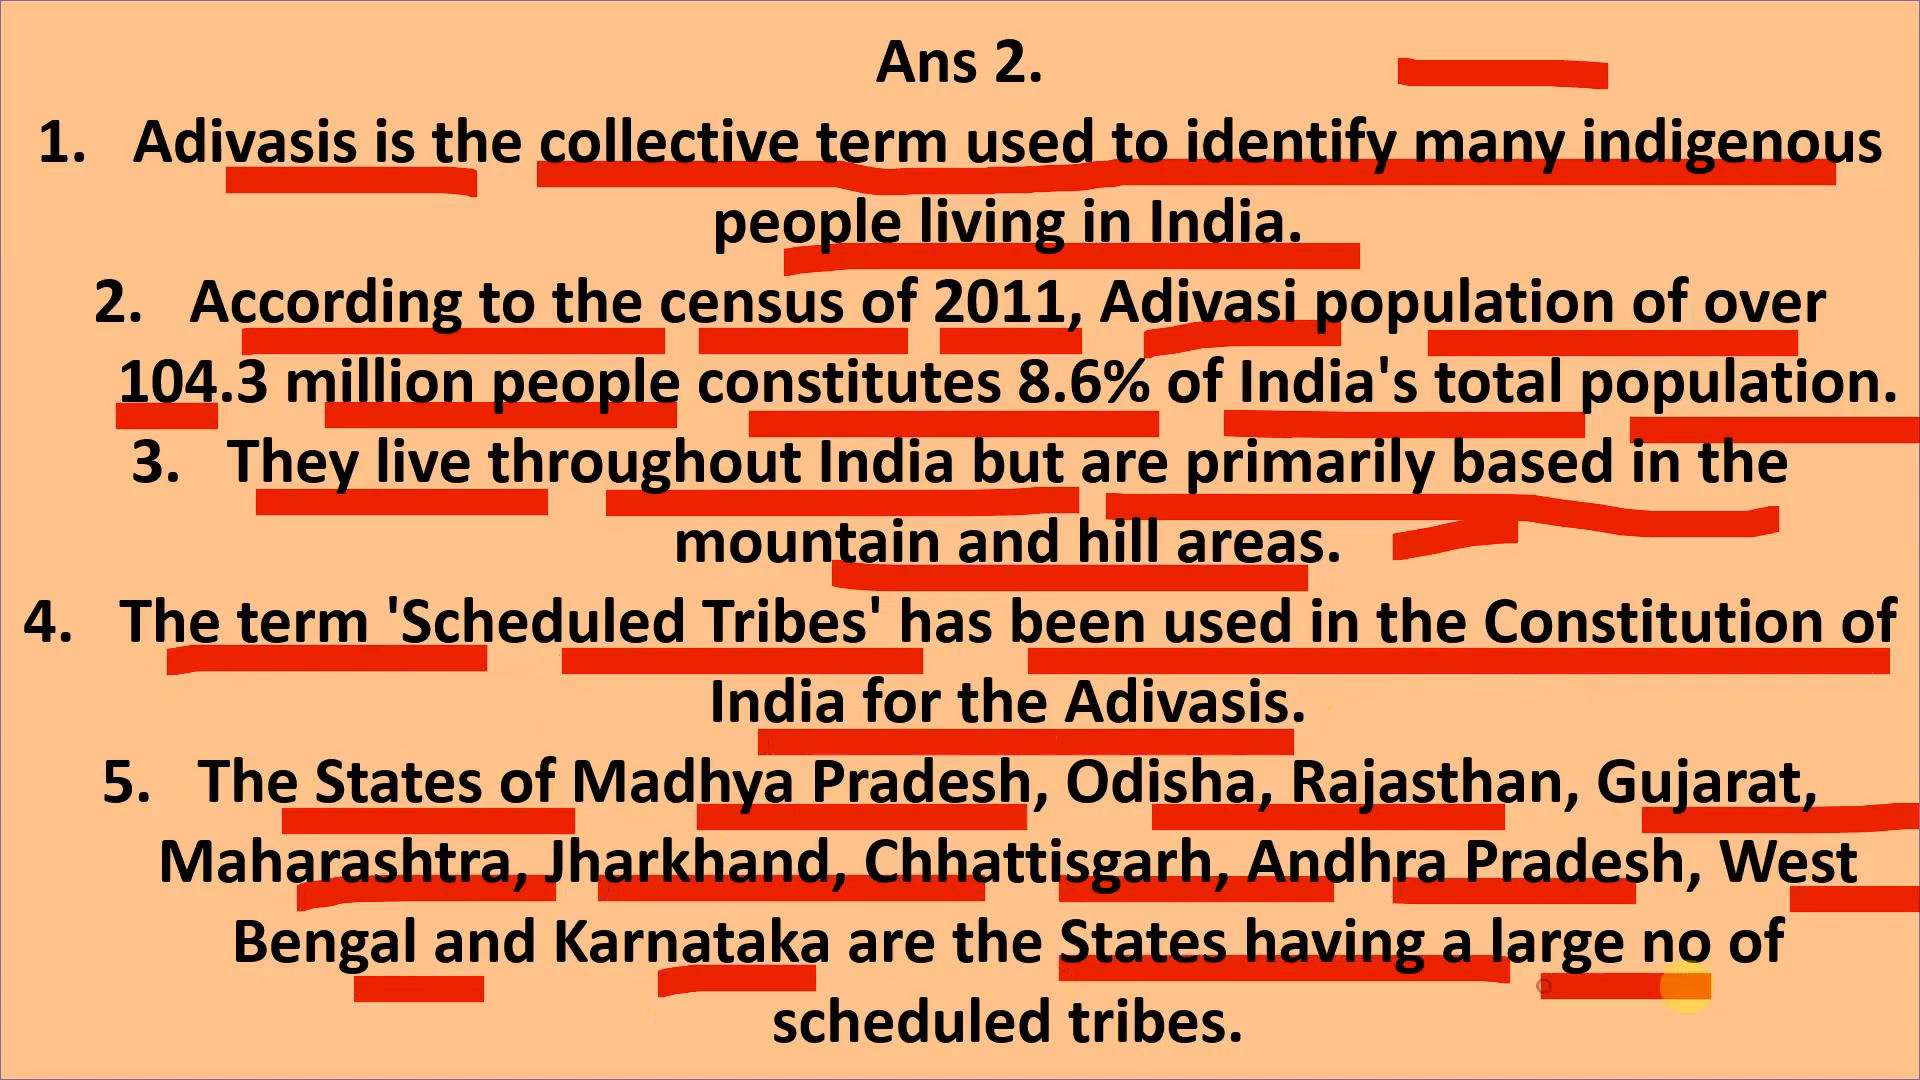 Ans 2.
1. Adivasis is the collective term used to identify many indigenous
people living in India.
2. According to the census of 2011, Adivasi population of over
104.3 million people constitutes 8.6% of India's total population.
3. They live throughout India but are primarily based in the
mountain and hill areas.
4. The term 'Scheduled Tribes' has been used in the Constitution of
India for the Adivasis.
5. The States of Madhya Pradesh, Odisha, Rajasthan, Gujarat,
Maharashtra, Jharkhand, Chhattisgarh, Andhra Pradesh, West
Bengal and Karnataka are the States having a large no of
scheduled tribes.